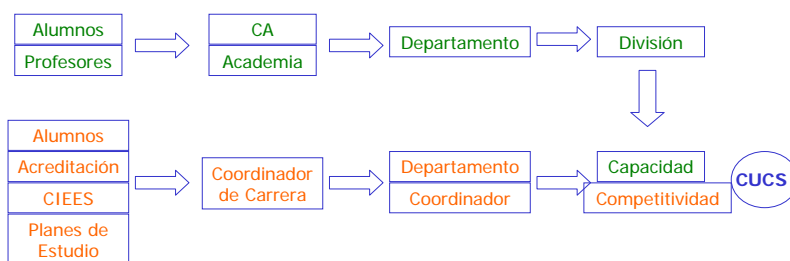 Alumnos
Profesores
CA
Academia
Departamento
División
Alumnos
Acreditación
CIEES
Planes de
Estudio
Coordinador
de Carrera
Departamento
Coordinador
Capacidad
Competitividad
CUCS